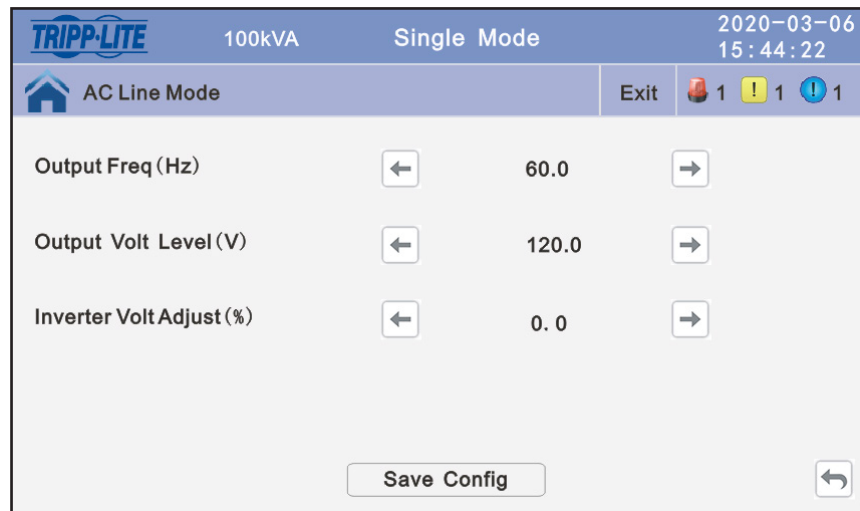 TRIPP·LITE 100kVA Single Mode 2020-03-06
15:44:22
AC Line Mode Exit 1 ! 1 ! 1
Output Freq(Hz) 60.0
Output Volt Level(V) 120.0
Inverter Volt Adjust(%) 0.0
Save Config